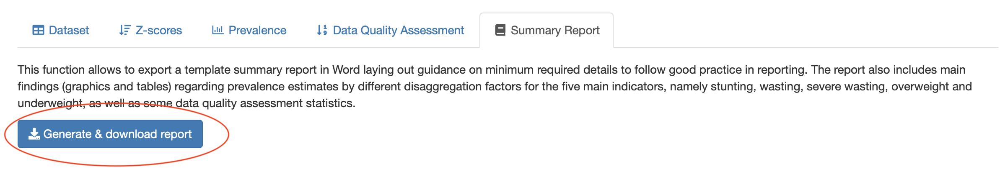 Dataset Z-scores Prevalence Data Quality Assessment Summary Report
This function allows to export a template summary report in Word laying out guidance on minimum required details to follow good practice in reporting. The report also includes main
findings (graphics and tables) regarding prevalence estimates by different disaggregation factors for the five main indicators, namely stunting, wasting, severe wasting, overweight and
underweight, as well as some data quality assessment statistics.
Generate & download report